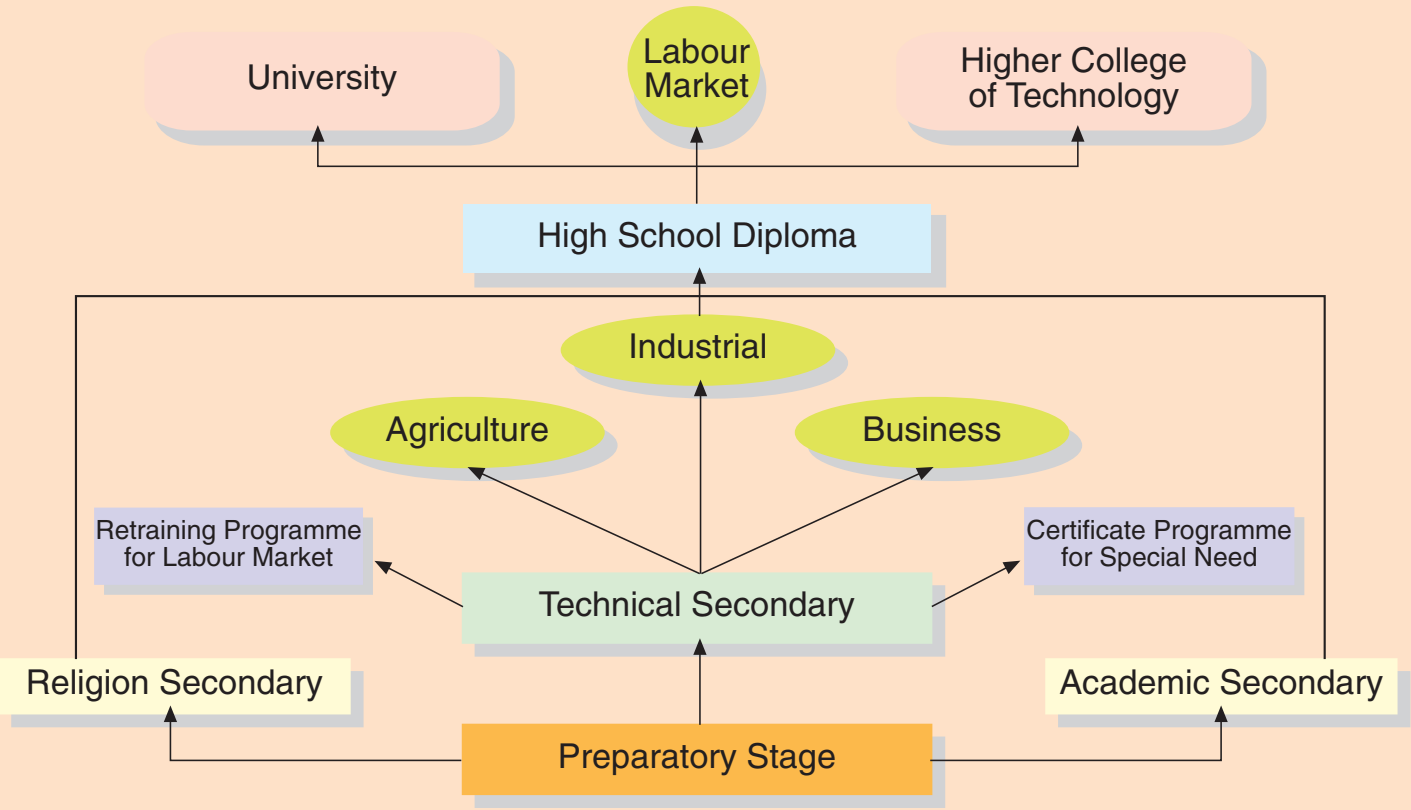 University
Labour
Market
Higher College
of Technology
High School Diploma
Industrial
Agriculture
Business
Retraining Programme
for Labour Market
Certificate Programme
for Special Need
Technical Secondary
Religion Secondary
Academic Secondary
Preparatory Stage